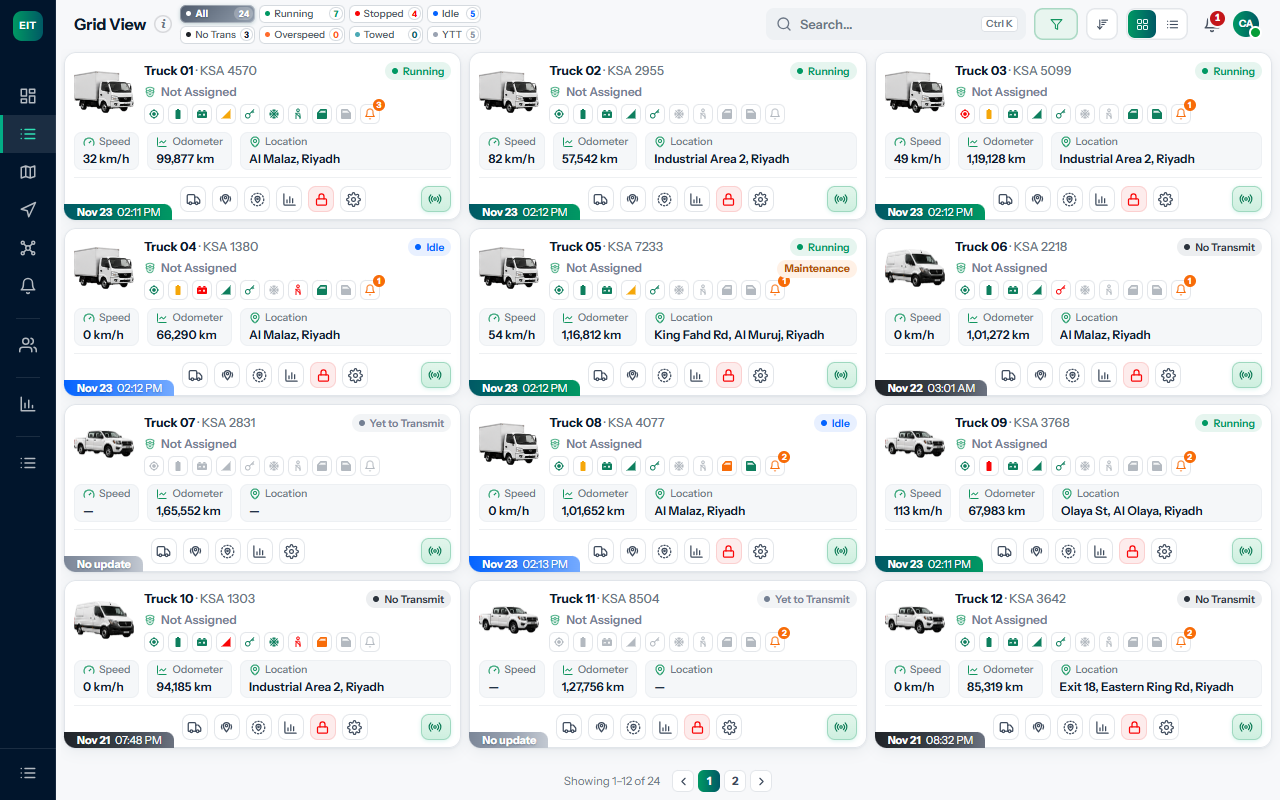 EIT
Grid View
All 24
Running 7
Stopped 4
Idle 5
No Trans 3
Overspeed 0
Towed 0
YTT 5
Search... Ctrl K
1
CA
Truck 01 · KSA 4570 Running
Not Assigned
3
Speed Odometer Location
32 km/h 99,877 km Al Malaz, Riyadh
Nov 23 02:11 PM
Truck 02 · KSA 2955 Running
Not Assigned
Speed Odometer Location
82 km/h 57,542 km Industrial Area 2, Riyadh
Nov 23 02:12 PM
Truck 03 · KSA 5099 Running
Not Assigned
1
Speed Odometer Location
49 km/h 1,19,128 km Industrial Area 2, Riyadh
Nov 23 02:12 PM
Truck 04 · KSA 1380 Idle
Not Assigned
1
Speed Odometer Location
0 km/h 66,290 km Al Malaz, Riyadh
Nov 23 02:12 PM
Truck 05 · KSA 7233 Running
Not Assigned Maintenance
1
Speed Odometer Location
54 km/h 1,16,812 km King Fahd Rd, Al Muruj, Riyadh
Nov 23 02:12 PM
Truck 06 · KSA 2218 No Transmit
Not Assigned
1
Speed Odometer Location
0 km/h 1,01,272 km Al Malaz, Riyadh
Nov 22 03:01 AM
Truck 07 · KSA 2831 Yet to Transmit
Not Assigned
Speed Odometer Location
— 1,65,552 km —
No update
Truck 08 · KSA 4077 Idle
Not Assigned
2
Speed Odometer Location
0 km/h 1,01,652 km Al Malaz, Riyadh
Nov 23 02:13 PM
Truck 09 · KSA 3768 Running
Not Assigned
2
Speed Odometer Location
113 km/h 67,983 km Olaya St, Al Olaya, Riyadh
Nov 23 02:11 PM
Truck 10 · KSA 1303 No Transmit
Not Assigned
Speed Odometer Location
0 km/h 94,185 km Industrial Area 2, Riyadh
Nov 21 07:48 PM
Truck 11 · KSA 8504 Yet to Transmit
Not Assigned
2
Speed Odometer Location
— 1,27,756 km —
No update
Truck 12 · KSA 3642 No Transmit
Not Assigned
2
Speed Odometer Location
0 km/h 85,319 km Exit 18, Eastern Ring Rd, Riyadh
Nov 21 08:32 PM
Showing 1–12 of 24 1 2